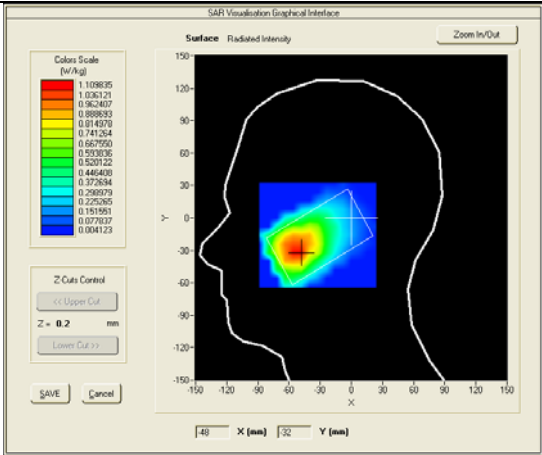 SAR Visualisation Graphical Interface
Surface Radiated Intensity
Zoom In/Out
Colors Scale
(W/kg)
1.109835
1.036121
0.962407
0.888693
0.814978
0.741264
0.667550
0.593836
0.520122
0.446408
0.372694
0.298979
0.225265
0.151551
0.077837
0.004123
Z-Cuts Control
<< Upper Cut
Z = 0.2 mm
Lower Cut >>
SAVE Cancel
Y
150-
120-
90-
60-
30-
0-
-30-
-60-
-90-
-120-
-150-
-150 -120 -90 -60 -30 0 30 60 90 120 150
X
-48 X (mm) -32 Y (mm)